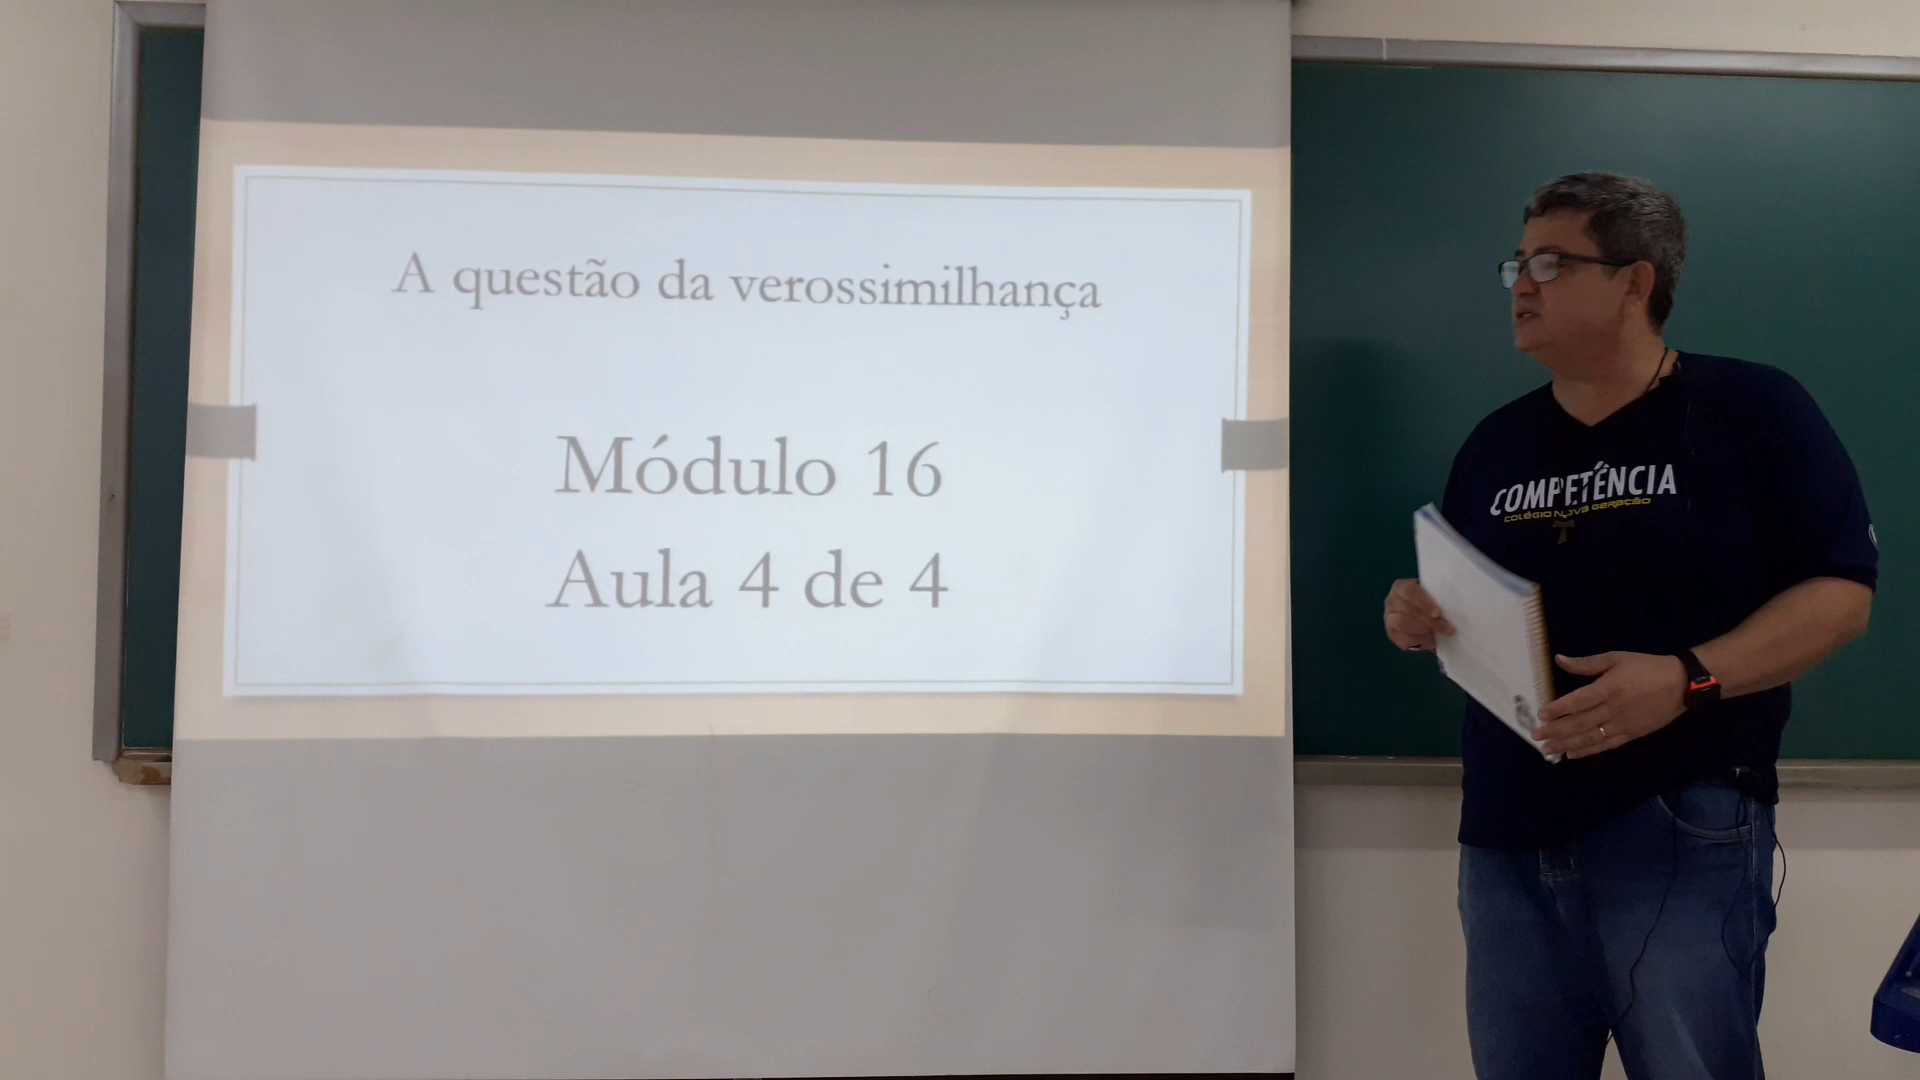 A questão da verossimilhança
Módulo 16
Aula 4 de 4
COMPETÊNCIA
COLÉGIO NOVA GERAÇÃO